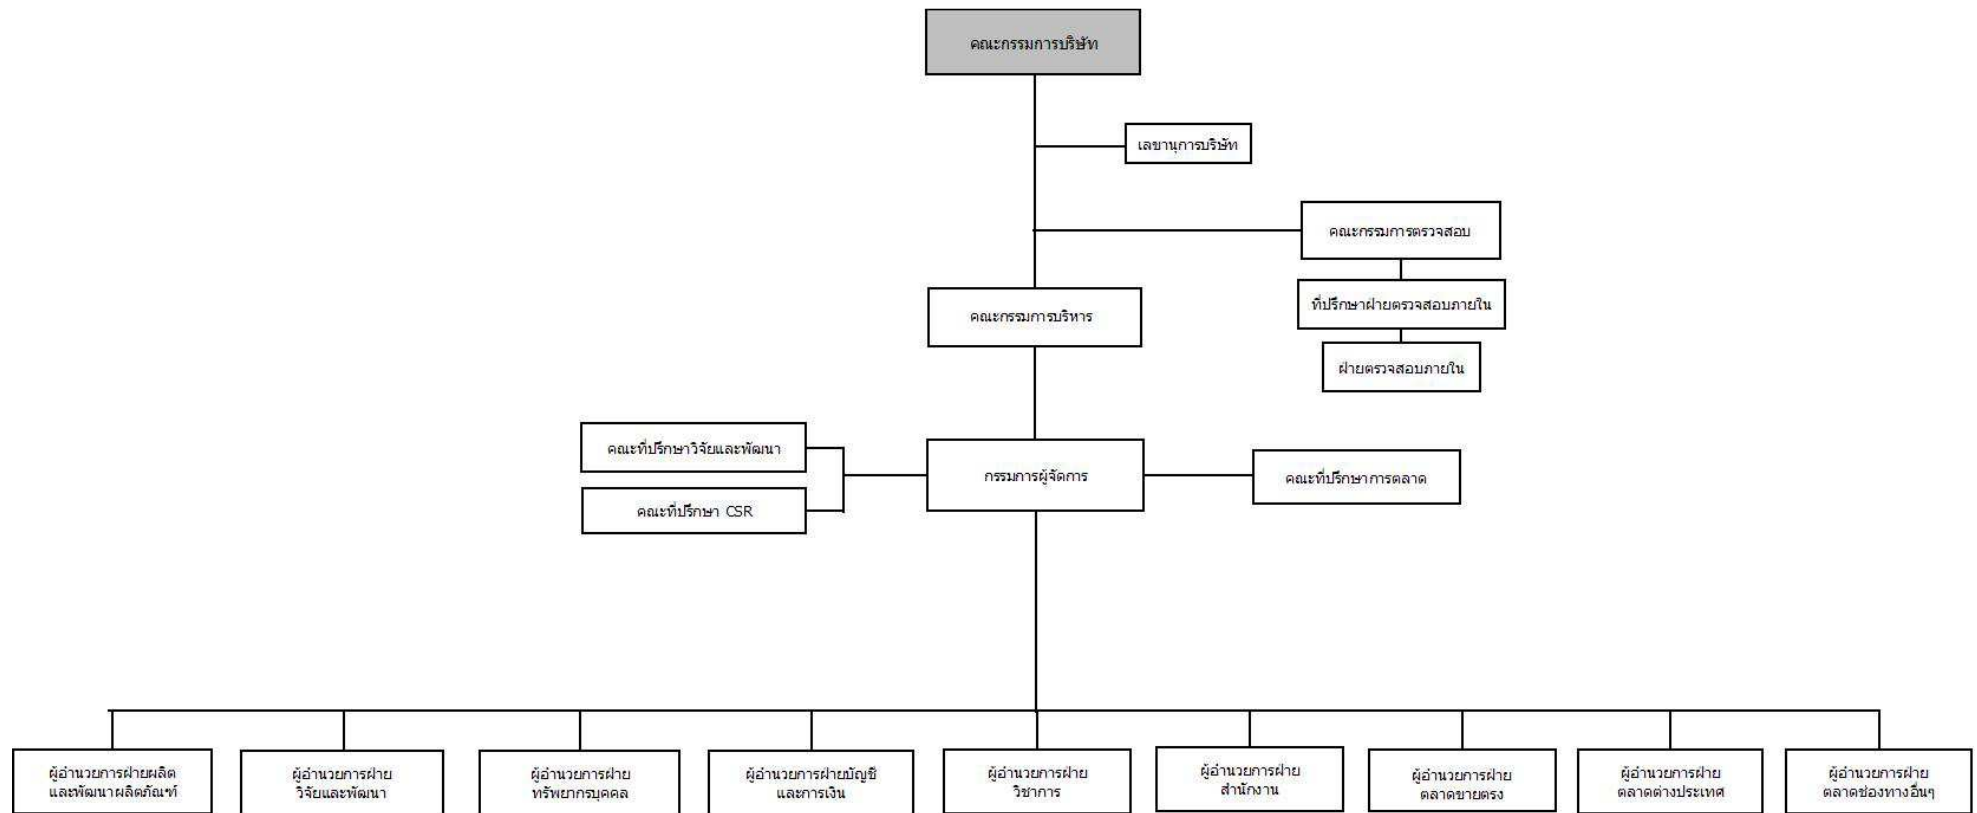 คณะกรรมการบริษัท
เลขานุการบริษัท
คณะกรรมการตรวจสอบ
ที่ปรึกษาฝ่ายตรวจสอบภายใน
คณะกรรมการบริหาร
ฝ่ายตรวจสอบภายใน
คณะที่ปรึกษาวิจัยและพัฒนา
กรรมการผู้จัดการ
คณะที่ปรึกษาการตลาด
คณะที่ปรึกษา CSR
ผู้อำนวยการฝ่ายผลิต
และพัฒนาผลิตภัณฑ์
ผู้อำนวยการฝ่าย
วิจัยและพัฒนา
ผู้อำนวยการฝ่าย
ทรัพยากรบุคคล
ผู้อำนวยการฝ่ายบัญชี
และการเงิน
ผู้อำนวยการฝ่าย
วิชาการ
ผู้อำนวยการฝ่าย
สำนักงาน
ผู้อำนวยการฝ่าย
ตลาดขายตรง
ผู้อำนวยการฝ่าย
ตลาดต่างประเทศ
ผู้อำนวยการฝ่าย
ตลาดช่องทางอื่นๆ